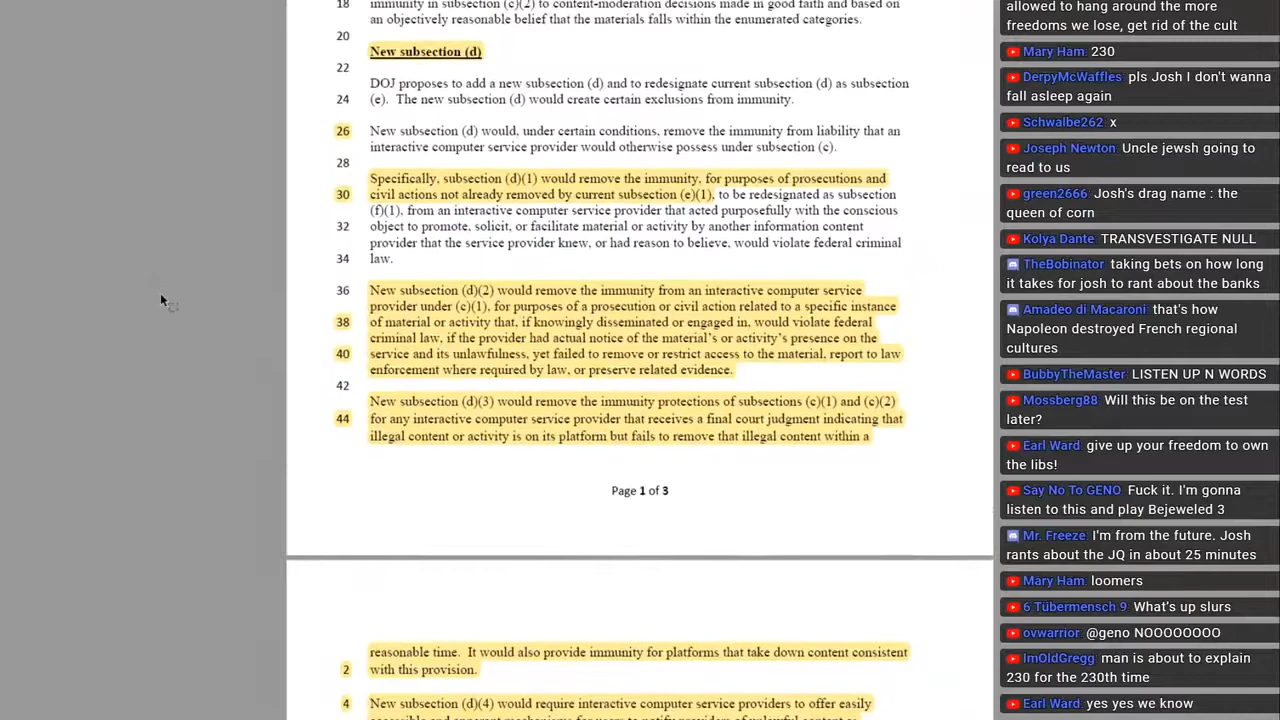 18 immunity in subsection (c)(2) to content-moderation decisions made in good faith and based on
an objectively reasonable belief that the materials falls within the enumerated categories.
20
New subsection (d)
22
DOJ proposes to add a new subsection (d) and to redesignate current subsection (d) as subsection
24 (e). The new subsection (d) would create certain exclusions from immunity.
26 New subsection (d) would, under certain conditions, remove the immunity from liability that an
interactive computer service provider would otherwise possess under subsection (c).
28
Specifically, subsection (d)(1) would remove the immunity, for purposes of prosecutions and
30 civil actions not already removed by current subsection (e)(1), to be redesignated as subsection
(f)(1), from an interactive computer service provider that acted purposefully with the conscious
32 object to promote, solicit, or facilitate material or activity by another information content
provider that the service provider knew, or had reason to believe, would violate federal criminal
34 law.
36 New subsection (d)(2) would remove the immunity from an interactive computer service
provider under (c)(1), for purposes of a prosecution or civil action related to a specific instance
38 of material or activity that, if knowingly disseminated or engaged in, would violate federal
criminal law, if the provider had actual notice of the material's or activity's presence on the
40 service and its unlawfulness, yet failed to remove or restrict access to the material, report to law
enforcement where required by law, or preserve related evidence.
42
New subsection (d)(3) would remove the immunity protections of subsections (c)(1) and (c)(2)
44 for any interactive computer service provider that receives a final court judgment indicating that
illegal content or activity is on its platform but fails to remove that illegal content within a
Page 1 of 3
reasonable time. It would also provide immunity for platforms that take down content consistent
2 with this provision.
4 New subsection (d)(4) would require interactive computer service providers to offer easily
allowed to hang around the more
freedoms we lose, get rid of the cult
Mary Ham: 230
DerpyMcWaffles: pls Josh I don't wanna
fall asleep again
Schwalbe262: x
Joseph Newton: Uncle jewsh going to
read to us
green2666: Josh's drag name : the
queen of corn
Kolya Dante: TRANSVESTIGATE NULL
TheBobinator: taking bets on how long
it takes for josh to rant about the banks
Amadeo di Macaroni: that's how
Napoleon destroyed French regional
cultures
BubbyTheMaster: LISTEN UP N WORDS
Mossberg88: Will this be on the test
later?
Earl Ward: give up your freedom to own
the libs!
Say No To GENO: Fuck it. I'm gonna
listen to this and play Bejeweled 3
Mr. Freeze: I'm from the future. Josh
rants about the JQ in about 25 minutes
Mary Ham: loomers
6 Tübermensch 9: What's up slurs
ovwarrior: @geno NOOOOOOOO
ImOldGregg: man is about to explain
230 for the 230th time
Earl Ward: yes yes we know